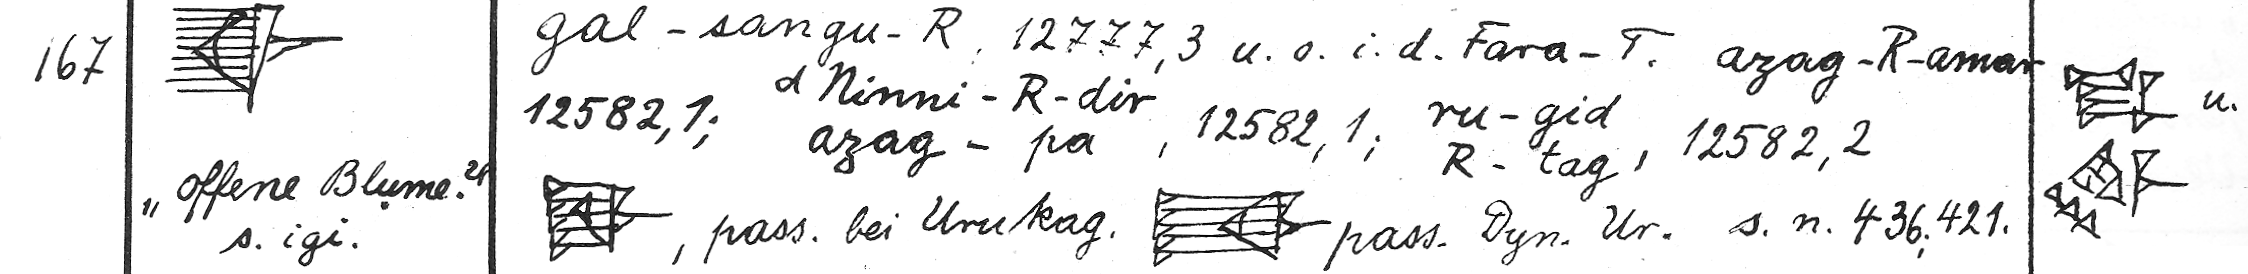 167
gal - sangu - R, 12777,3 u. o. i. d. Fara - T. azag - R - amar
12582,1; d Ninni - R - dir
azag - pa, 12582,1; ru - gid
R - tag, 12582,2
u.
„offene Blume.?"
s. igi.
, pass. bei Urukag. pass. Dyn. Ur. s. n. 436,421.